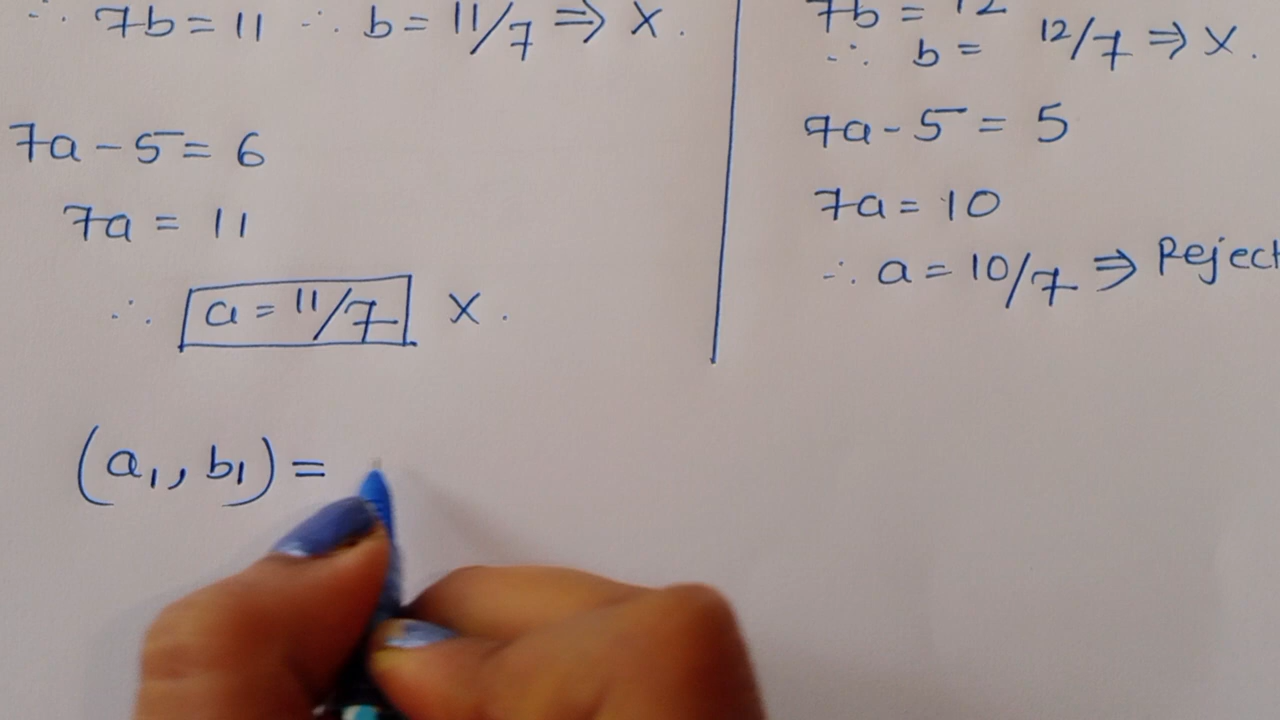 ∴ 7b = 11 ∴ b = 11/7 ⇒ X.
7a - 5 = 6
7a = 11
∴ a = 11/7 X.
7b = 12
∴ b = 12/7 ⇒ X.
7a - 5 = 5
7a = 10
∴ a = 10/7 ⇒ Reject
(a₁, b₁) =